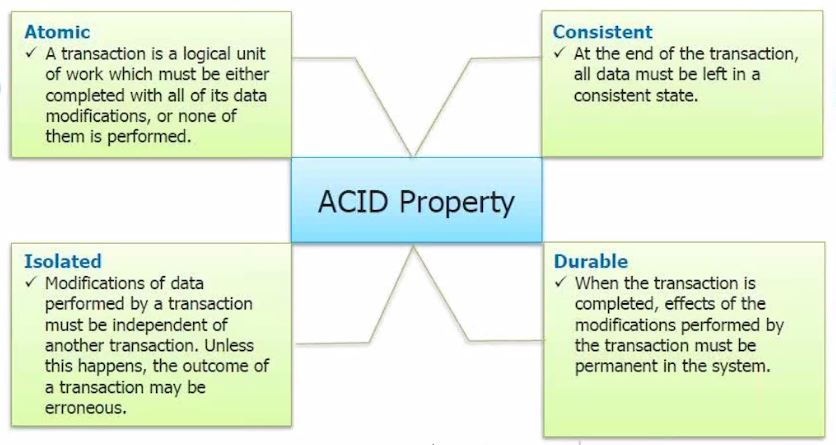 Atomic
✓ A transaction is a logical unit
of work which must be either
completed with all of its data
modifications, or none of
them is performed.
Consistent
✓ At the end of the transaction,
all data must be left in a
consistent state.
ACID Property
Isolated
✓ Modifications of data
performed by a transaction
must be independent of
another transaction. Unless
this happens, the outcome of
a transaction may be
erroneous.
Durable
✓ When the transaction is
completed, effects of the
modifications performed by
the transaction must be
permanent in the system.